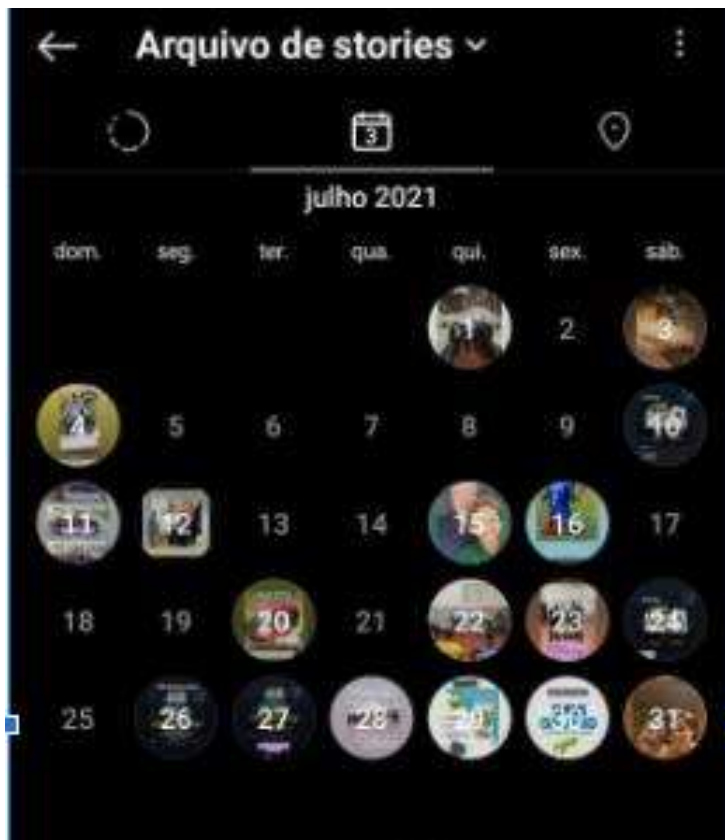 Arquivo de stories
3
julho 2021
dom. seg. ter. qua. qui. sex. sáb.
1 2 3
4 5 6 7 8 9 10
11 12 13 14 15 16 17
18 19 20 21 22 23 24
25 26 27 28 29 31